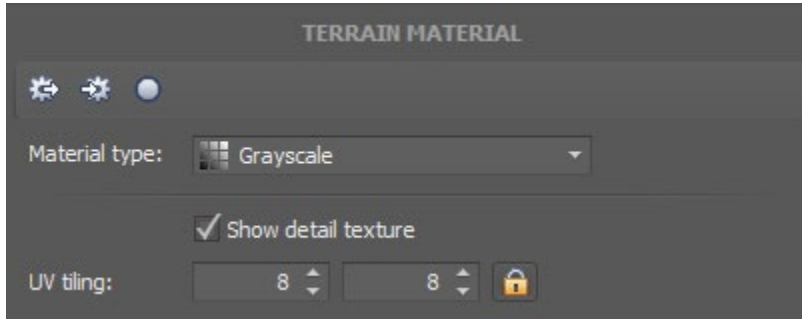 TERRAIN MATERIAL
Material type: Grayscale
Show detail texture
UV tiling: 8 8